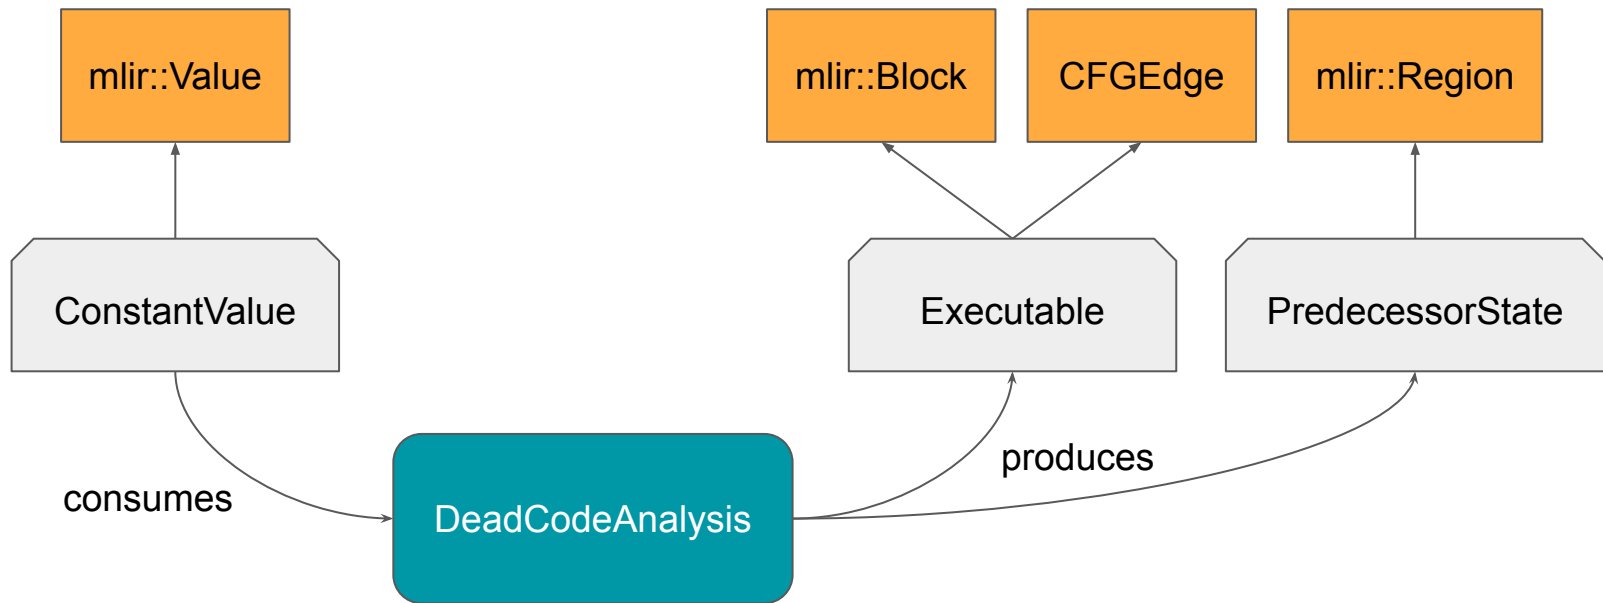 mlir::Value
mlir::Block
CFGEdge
mlir::Region
ConstantValue
Executable
PredecessorState
consumes
produces
DeadCodeAnalysis